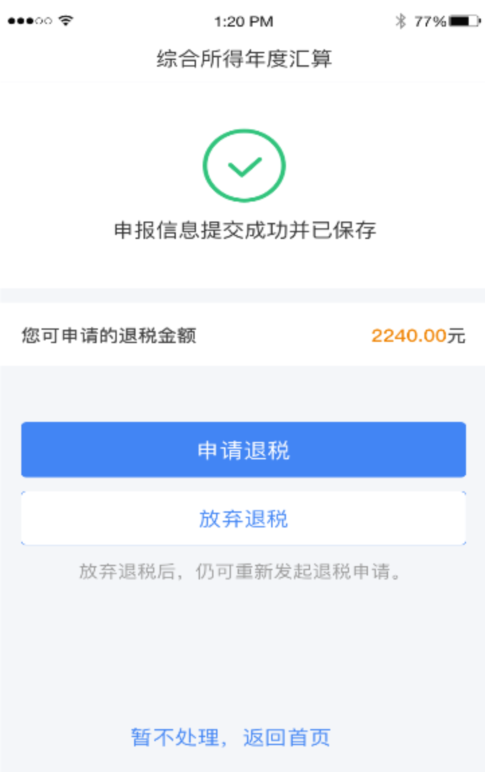 1:20 PM
77%
综合所得年度汇算
申报信息提交成功并已保存
您可申请的退税金额
2240.00元
申请退税
放弃退税
放弃退税后，仍可重新发起退税申请。
暂不处理，返回首页